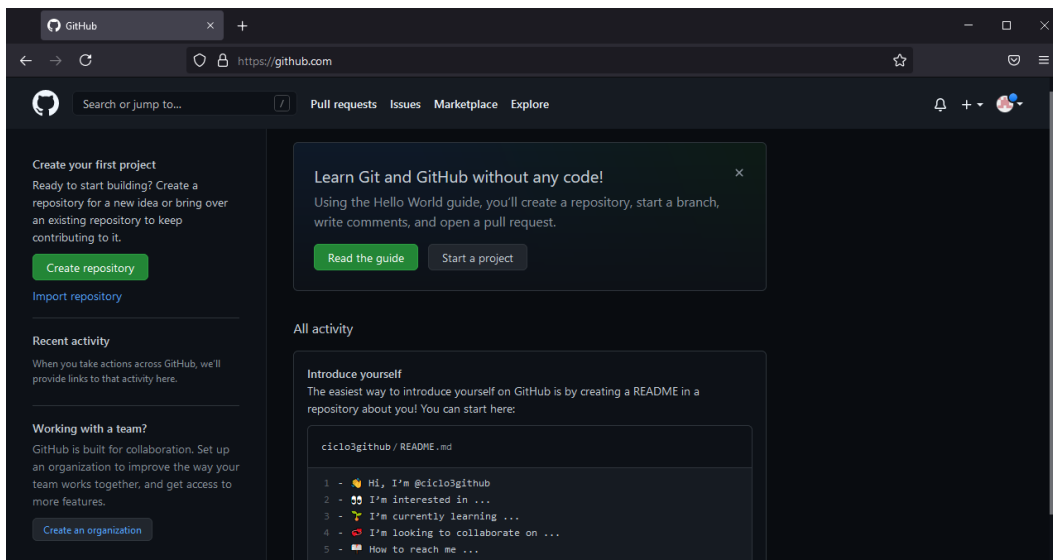 GitHub
https://github.com
Search or jump to...
/
Pull requests Issues Marketplace Explore
Create your first project
Ready to start building? Create a
repository for a new idea or bring over
an existing repository to keep
contributing to it.
Create repository
Import repository
Recent activity
When you take actions across GitHub, we'll
provide links to that activity here.
Working with a team?
GitHub is built for collaboration. Set up
an organization to improve the way your
team works together, and get access to
more features.
Create an organization
Learn Git and GitHub without any code!
Using the Hello World guide, you'll create a repository, start a branch,
write comments, and open a pull request.
Read the guide Start a project
All activity
Introduce yourself
The easiest way to introduce yourself on GitHub is by creating a README in a
repository about you! You can start here:
ciclo3github / README.md
1 - 👋 Hi, I'm @ciclo3github
2 - 👀 I'm interested in ...
3 - 🌱 I'm currently learning ...
4 - 💞️ I'm looking to collaborate on ...
5 - 📫 How to reach me ...